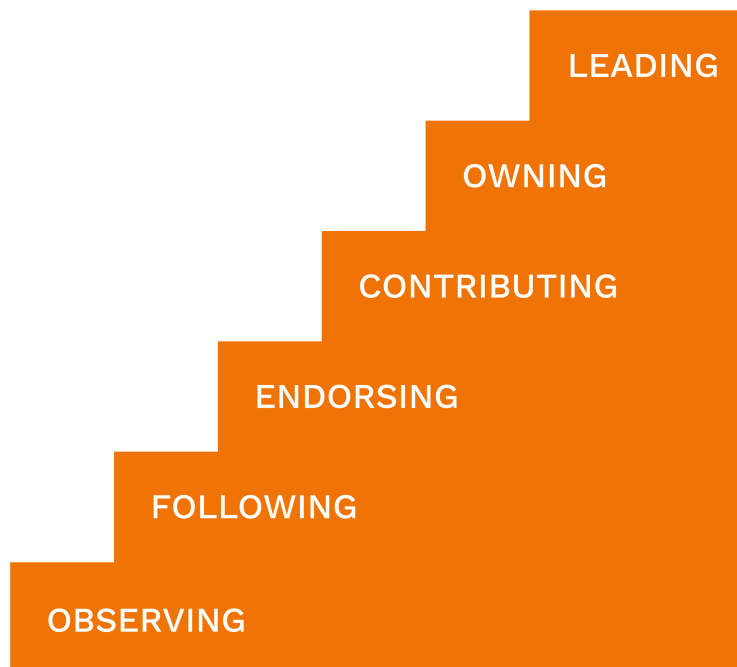 LEADING
OWNING
CONTRIBUTING
ENDORSING
FOLLOWING
OBSERVING